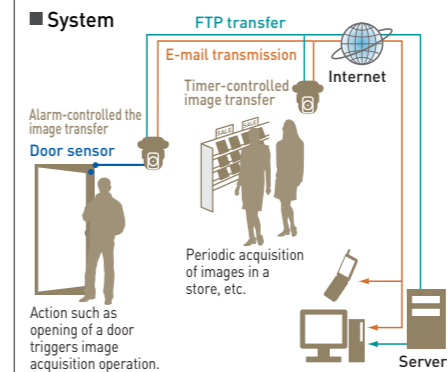 ■ System
FTP transfer
E-mail transmission
Internet
Timer-controlled
image transfer
Alarm-controlled the
image transfer
Door sensor
SALE SALE
Periodic acquisition
of images in a
store, etc.
Action such as
opening of a door
triggers image
acquisition operation.
Server